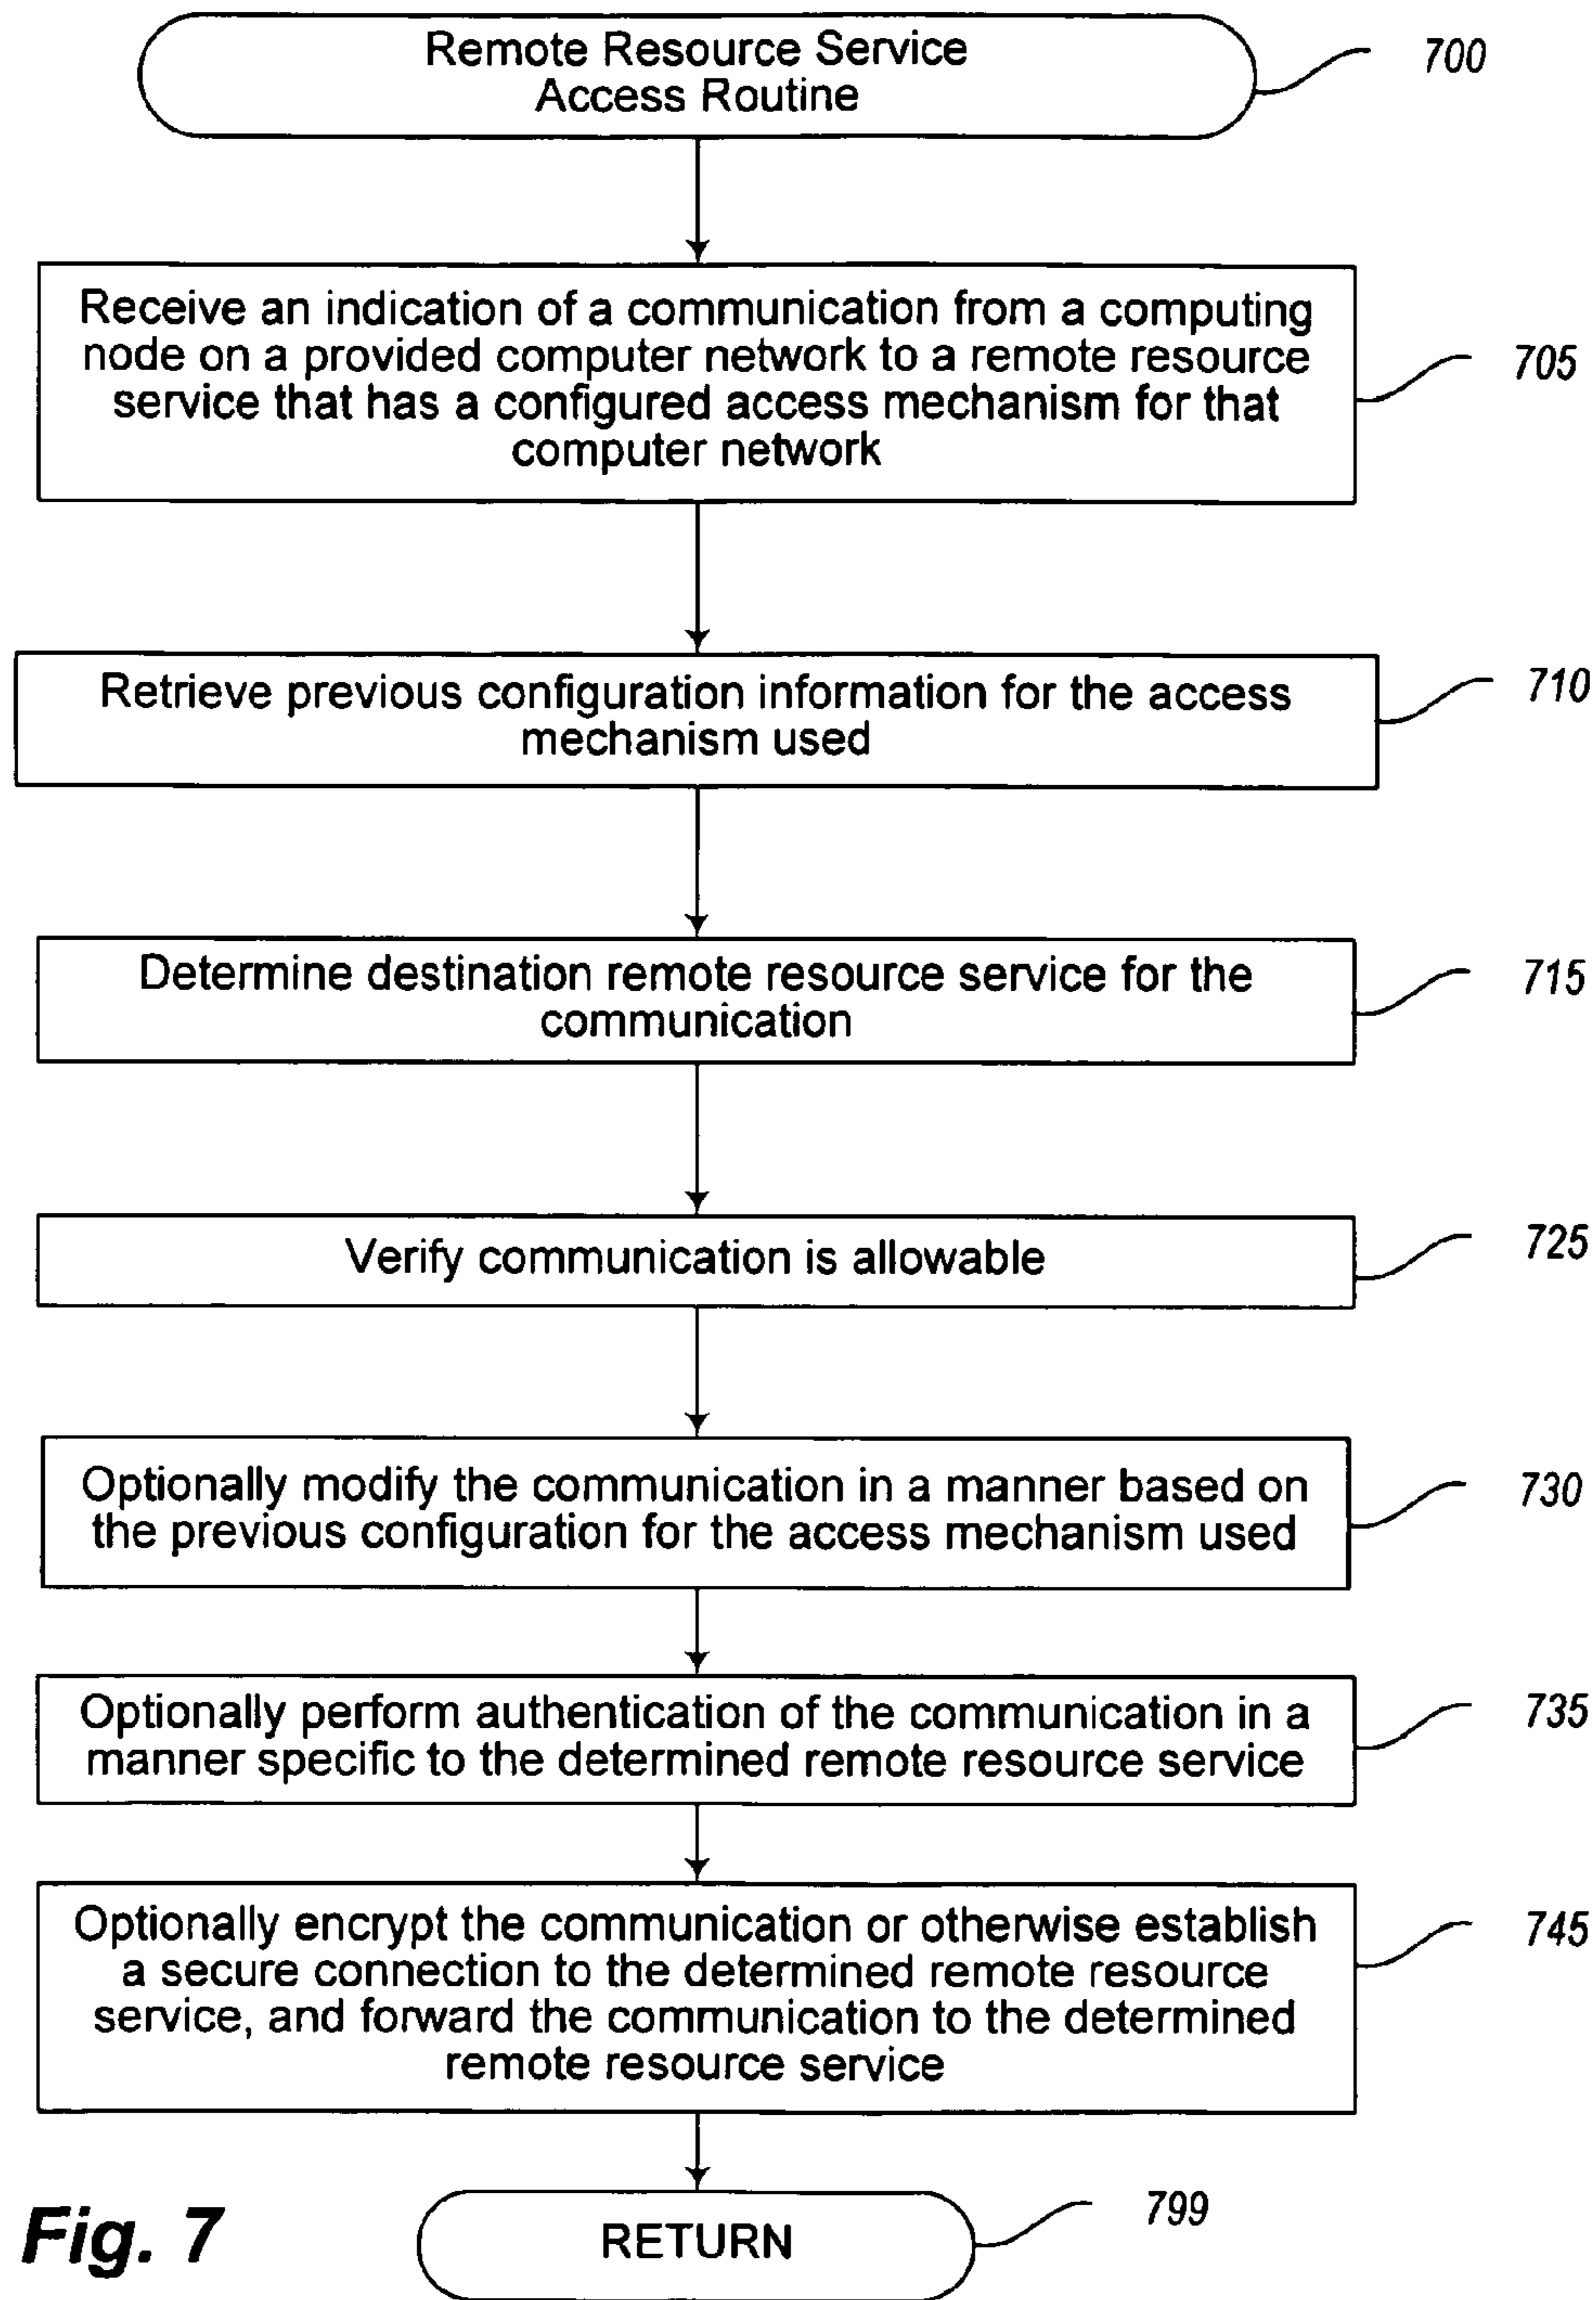 Remote Resource Service
Access Routine
700
Receive an indication of a communication from a computing
node on a provided computer network to a remote resource
service that has a configured access mechanism for that
computer network
705
Retrieve previous configuration information for the access
mechanism used
710
Determine destination remote resource service for the
communication
715
Verify communication is allowable
725
Optionally modify the communication in a manner based on
the previous configuration for the access mechanism used
730
Optionally perform authentication of the communication in a
manner specific to the determined remote resource service
735
Optionally encrypt the communication or otherwise establish
a secure connection to the determined remote resource
service, and forward the communication to the determined
remote resource service
745
RETURN
799
Fig. 7